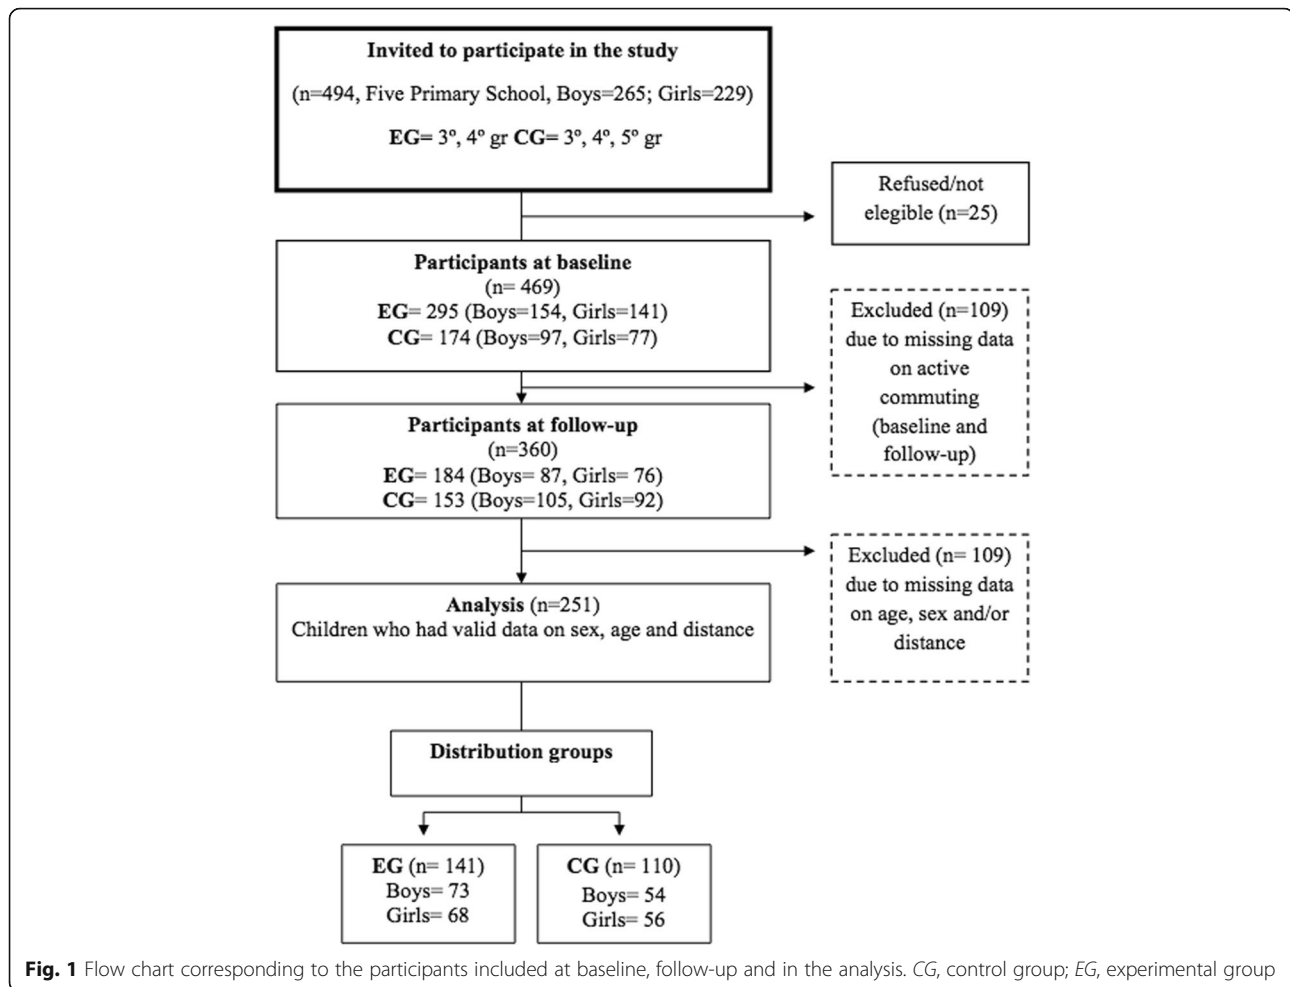 Invited to participate in the study
(n=494, Five Primary School, Boys=265; Girls=229)
EG= 3º, 4º gr CG= 3º, 4º, 5º gr
Refused/not
elegible (n=25)
Participants at baseline
(n= 469)
EG= 295 (Boys=154, Girls=141)
CG= 174 (Boys=97, Girls=77)
Excluded (n=109)
due to missing data
on active
commuting
(baseline and
follow-up)
Participants at follow-up
(n=360)
EG= 184 (Boys= 87, Girls= 76)
CG= 153 (Boys=105, Girls=92)
Excluded (n= 109)
due to missing data
on age, sex and/or
distance
Analysis (n=251)
Children who had valid data on sex, age and distance
Distribution groups
EG (n= 141)
Boys= 73
Girls= 68
CG (n= 110)
Boys= 54
Girls= 56
Fig. 1 Flow chart corresponding to the participants included at baseline, follow-up and in the analysis. CG, control group; EG, experimental group